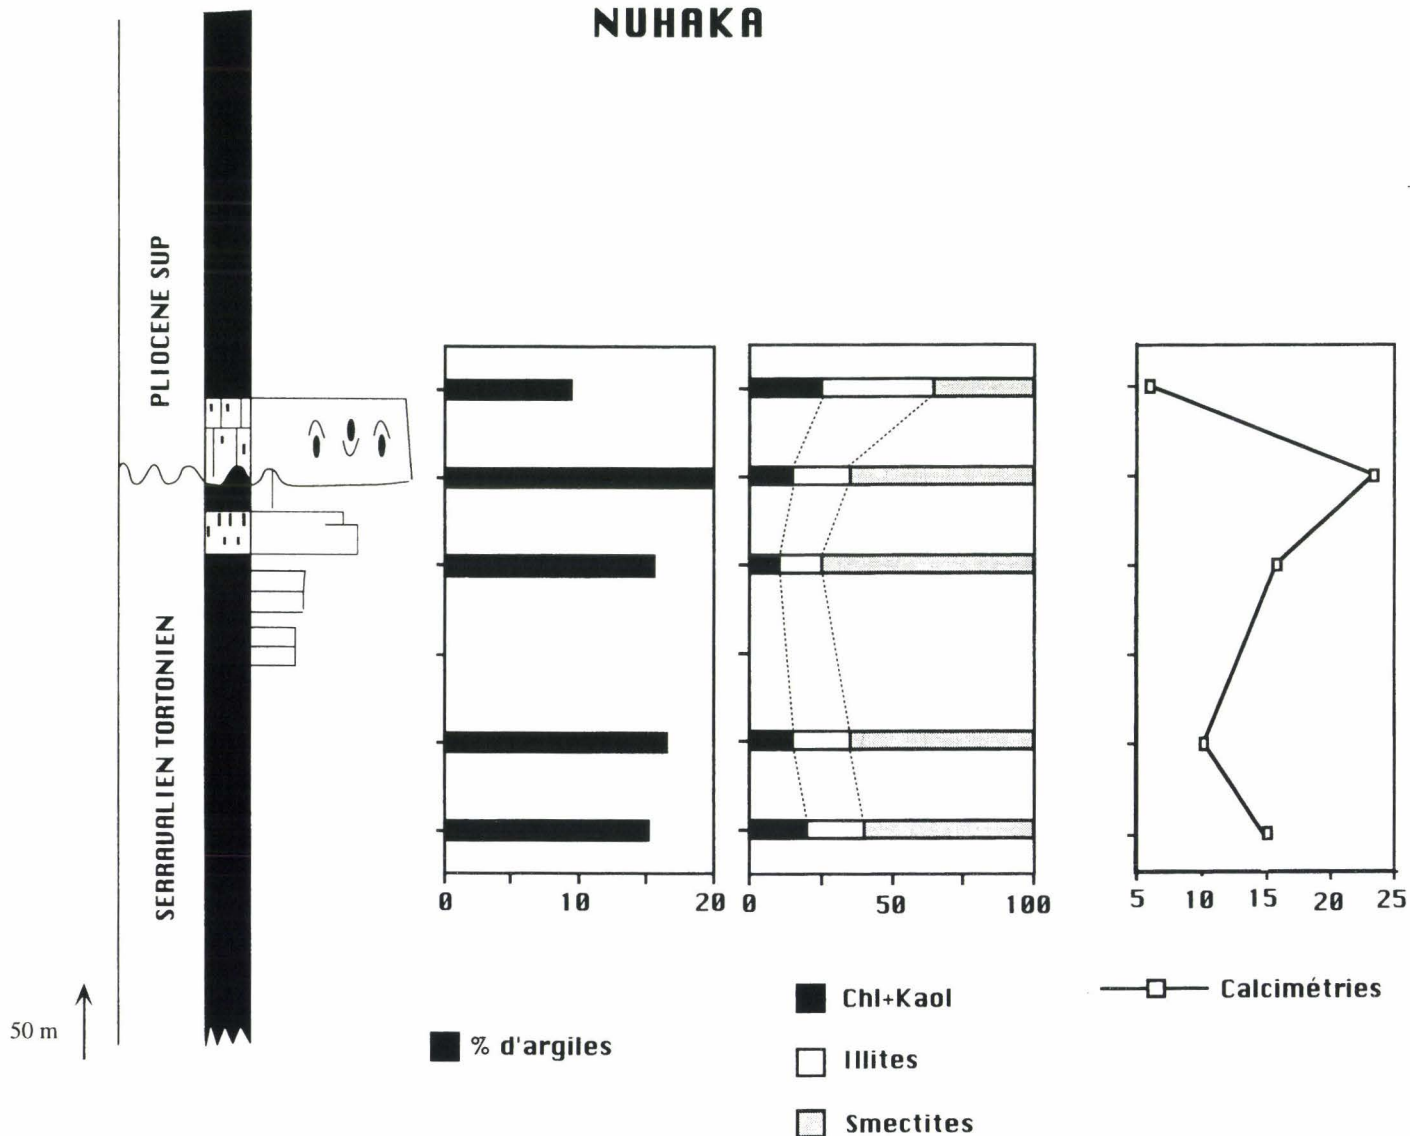 NUHAKA
PLIOCENE SUP
SERRAVALIEN TORTONIEN
50 m
0 10 20
0 50 100
5 10 15 20 25
% d'argiles
Chl+Kaol
Illites
Smectites
Calcimétries